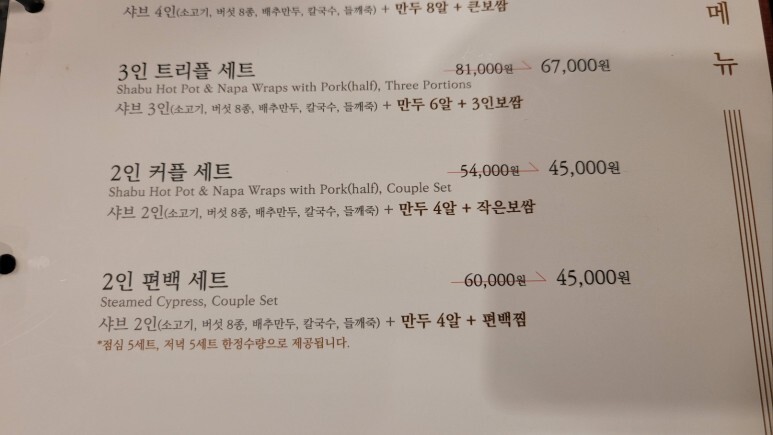 샤브 4인(소고기, 버섯 8종, 배추만두, 칼국수, 들깨죽) + 만두 8알 + 큰보쌈
메뉴
3인 트리플 세트 81,000원 67,000원
Shabu Hot Pot & Napa Wraps with Pork(half), Three Portions
샤브 3인(소고기, 버섯 8종, 배추만두, 칼국수, 들깨죽) + 만두 6알 + 3인보쌈
2인 커플 세트 54,000원 45,000원
Shabu Hot Pot & Napa Wraps with Pork(half), Couple Set
샤브 2인(소고기, 버섯 8종, 배추만두, 칼국수, 들깨죽) + 만두 4알 + 작은보쌈
2인 편백 세트 60,000원 45,000원
Steamed Cypress, Couple Set
샤브 2인(소고기, 버섯 8종, 배추만두, 칼국수, 들깨죽) + 만두 4알 + 편백찜
*점심 5세트, 저녁 5세트 한정수량으로 제공됩니다.